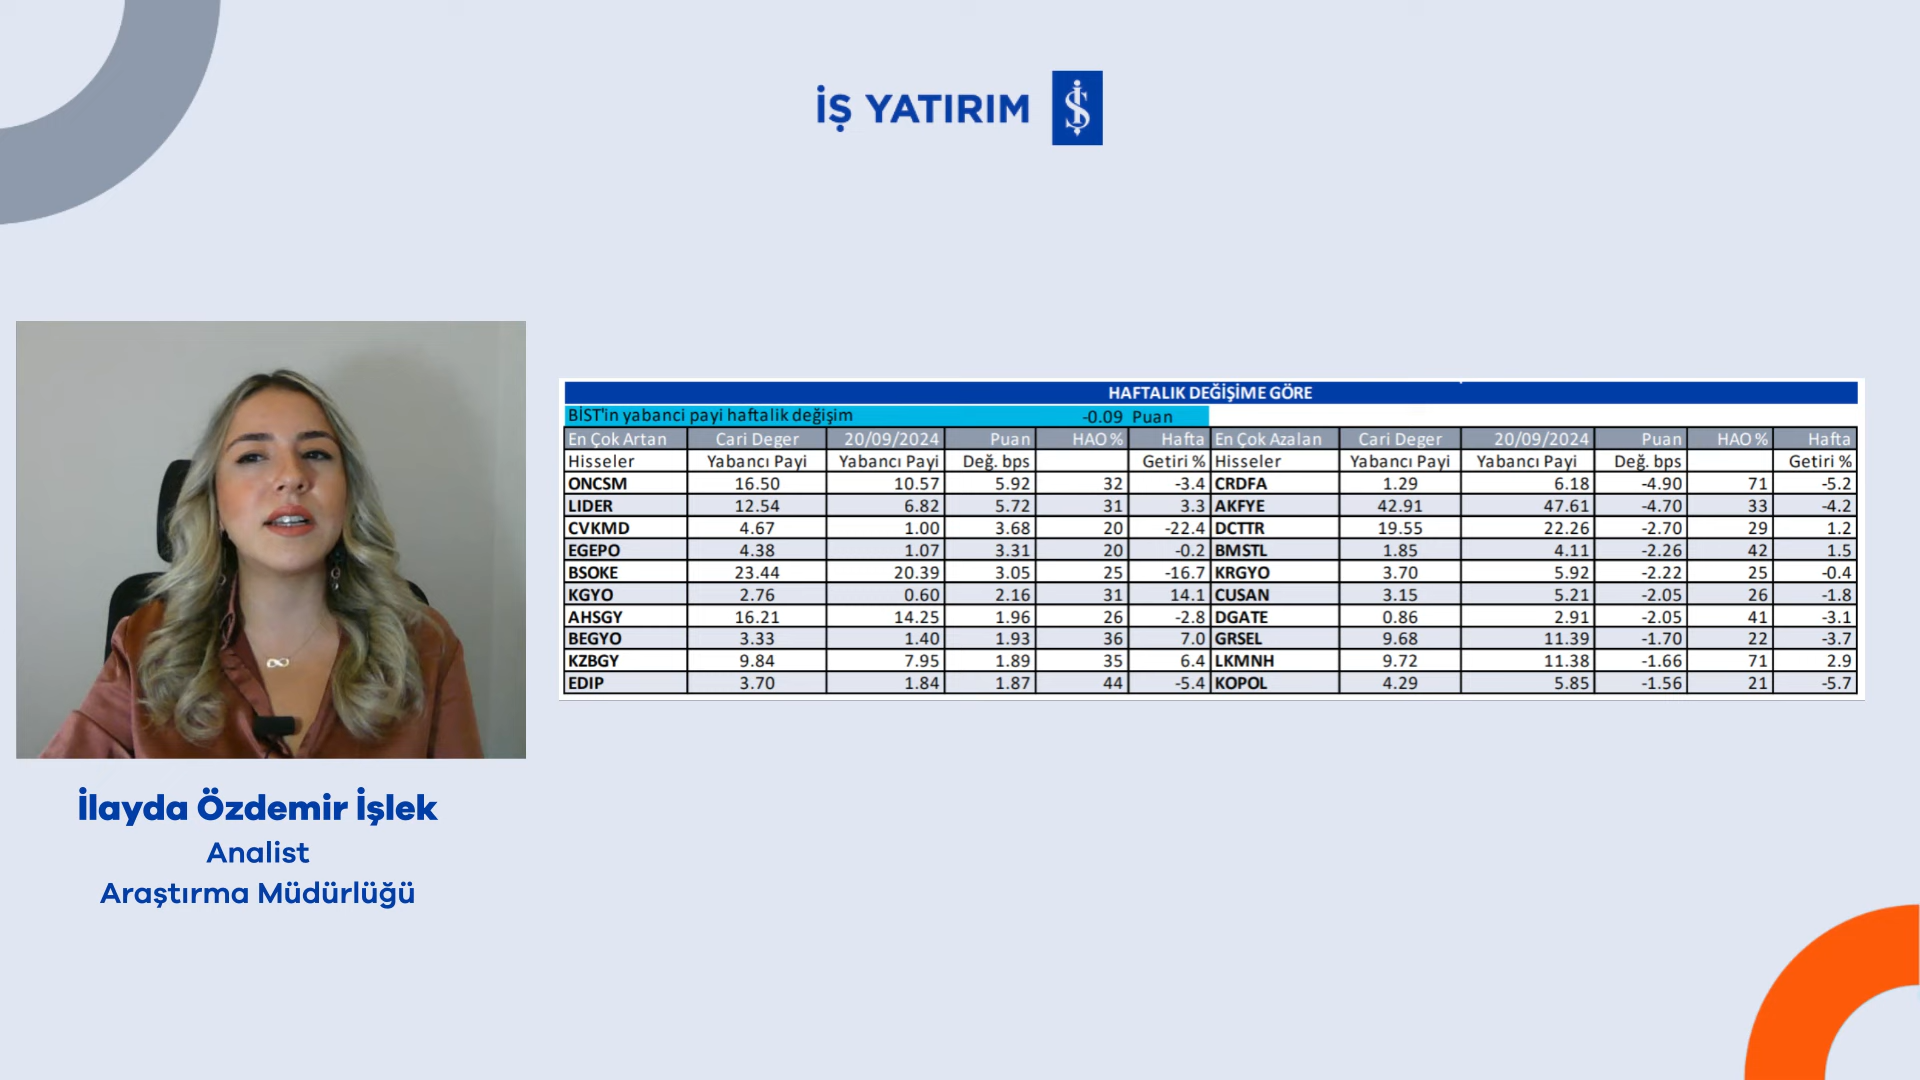 İŞ YATIRIM
HAFTALIK DEĞİŞİME GÖRE
BİST'in yabanci payi haftalik değişim -0.09 Puan
En Çok Artan Cari Deger 20/09/2024 Puan HAO % Hafta En Çok Azalan Cari Deger 20/09/2024 Puan HAO % Hafta
Hisseler Yabancı Payi Yabancı Payi Değ. bps Getiri % Hisseler Yabancı Payi Yabancı Payi Değ. bps Getiri %
ONCSM 16.50 10.57 5.92 32 -3.4 CRDFA 1.29 6.18 -4.90 71 -5.2
LIDER 12.54 6.82 5.72 31 3.3 AKFYE 42.91 47.61 -4.70 33 -4.2
CVKMD 4.67 1.00 3.68 20 -22.4 DCTTR 19.55 22.26 -2.70 29 1.2
EGEPO 4.38 1.07 3.31 20 -0.2 BMSTL 1.85 4.11 -2.26 42 1.5
BSOKE 23.44 20.39 3.05 25 -16.7 KRGYO 3.70 5.92 -2.22 25 -0.4
KGYO 2.76 0.60 2.16 31 14.1 CUSAN 3.15 5.21 -2.05 26 -1.8
AHSGY 16.21 14.25 1.96 26 -2.8 DGATE 0.86 2.91 -2.05 41 -3.1
BEGYO 3.33 1.40 1.93 36 7.0 GRSEL 9.68 11.39 -1.70 22 -3.7
KZBGY 9.84 7.95 1.89 35 6.4 LKMNH 9.72 11.38 -1.66 71 2.9
EDIP 3.70 1.84 1.87 44 -5.4 KOPOL 4.29 5.85 -1.56 21 -5.7
İlayda Özdemir İşlek
Analist
Araştırma Müdürlüğü